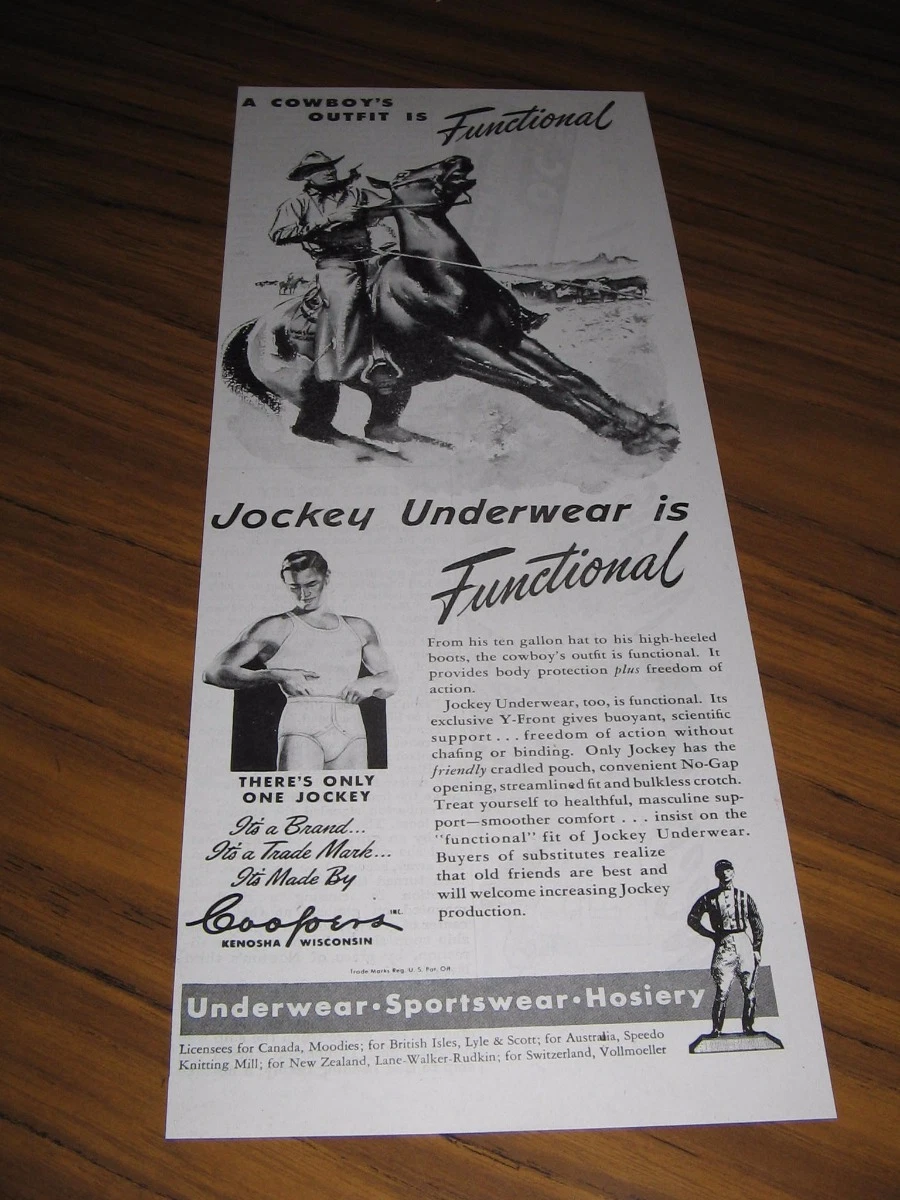 A COWBOY'S
OUTFIT IS Functional
Jockey Underwear is
Functional
From his ten gallon hat to his high-heeled
boots, the cowboy's outfit is functional. It
provides body protection plus freedom of
action.
Jockey Underwear, too, is functional. Its
exclusive Y-Front gives buoyant, scientific
support . . . freedom of action without
chafing or binding. Only Jockey has the
friendly cradled pouch, convenient No-Gap
opening, streamlined fit and bulkless crotch.
Treat yourself to healthful, masculine sup-
port—smoother comfort . . . insist on the
"functional" fit of Jockey Underwear.
Buyers of substitutes realize
that old friends are best and
will welcome increasing Jockey
production.
THERE'S ONLY
ONE JOCKEY
It's a Brand...
It's a Trade Mark...
It's Made By
Coopers INC.
KENOSHA WISCONSIN
Trade Marks Reg. U. S. Pat. Off.
Underwear•Sportswear•Hosiery
Licensees for Canada, Moodies; for British Isles, Lyle & Scott; for Australia, Speedo
Knitting Mill; for New Zealand, Lane-Walker-Rudkin; for Switzerland, Vollmoeller